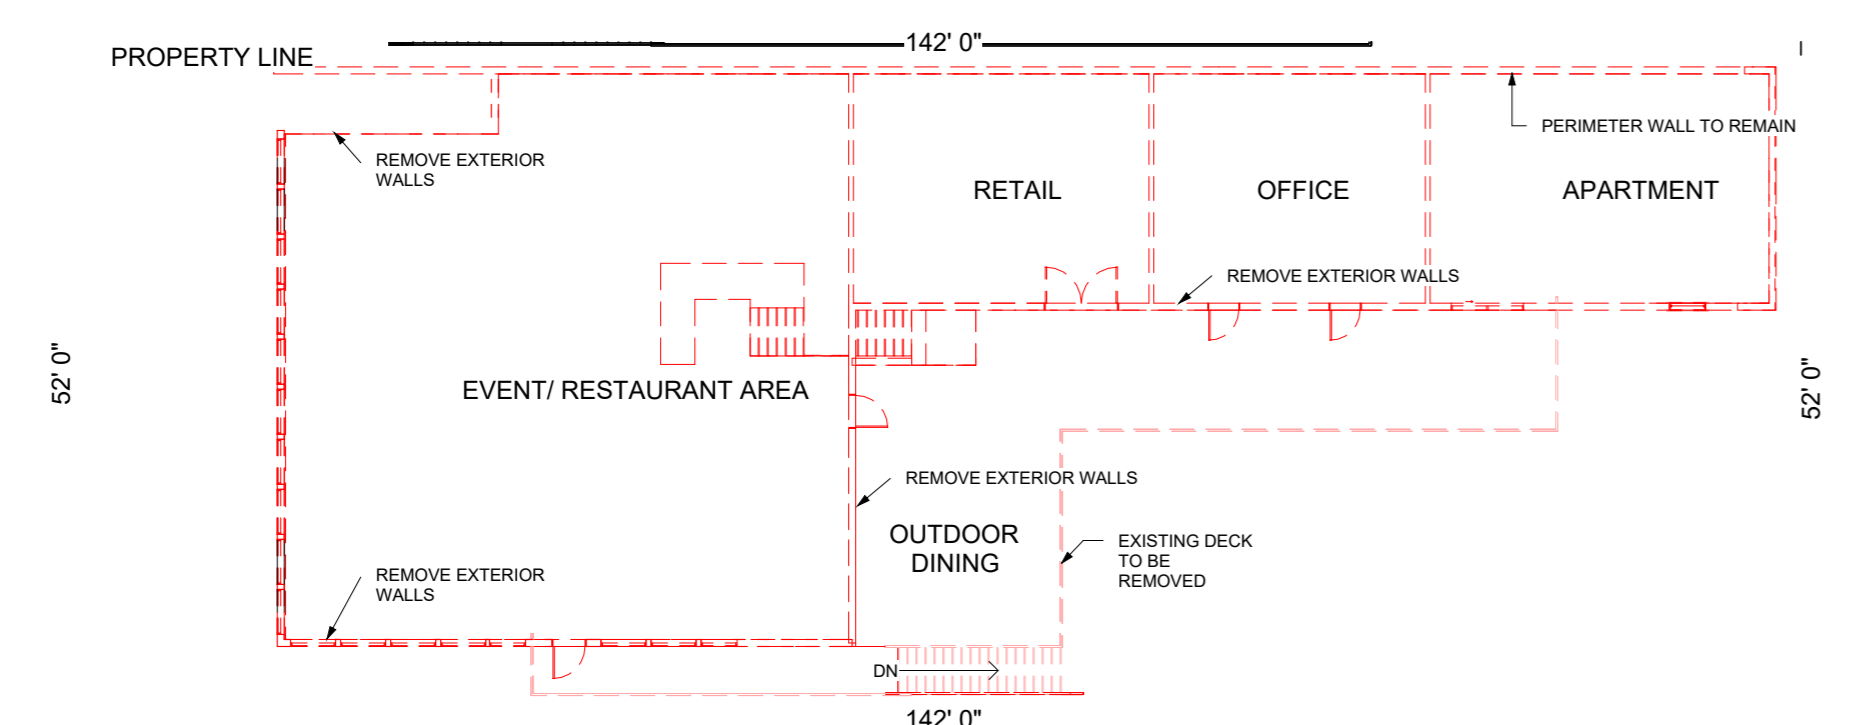 142' 0"
PROPERTY LINE
PERIMETER WALL TO REMAIN
REMOVE EXTERIOR
WALLS
RETAIL
OFFICE
APARTMENT
REMOVE EXTERIOR WALLS
52' 0"
EVENT/ RESTAURANT AREA
52' 0"
REMOVE EXTERIOR WALLS
OUTDOOR
DINING
EXISTING DECK
TO BE
REMOVED
REMOVE EXTERIOR
WALLS
DN
142' 0"